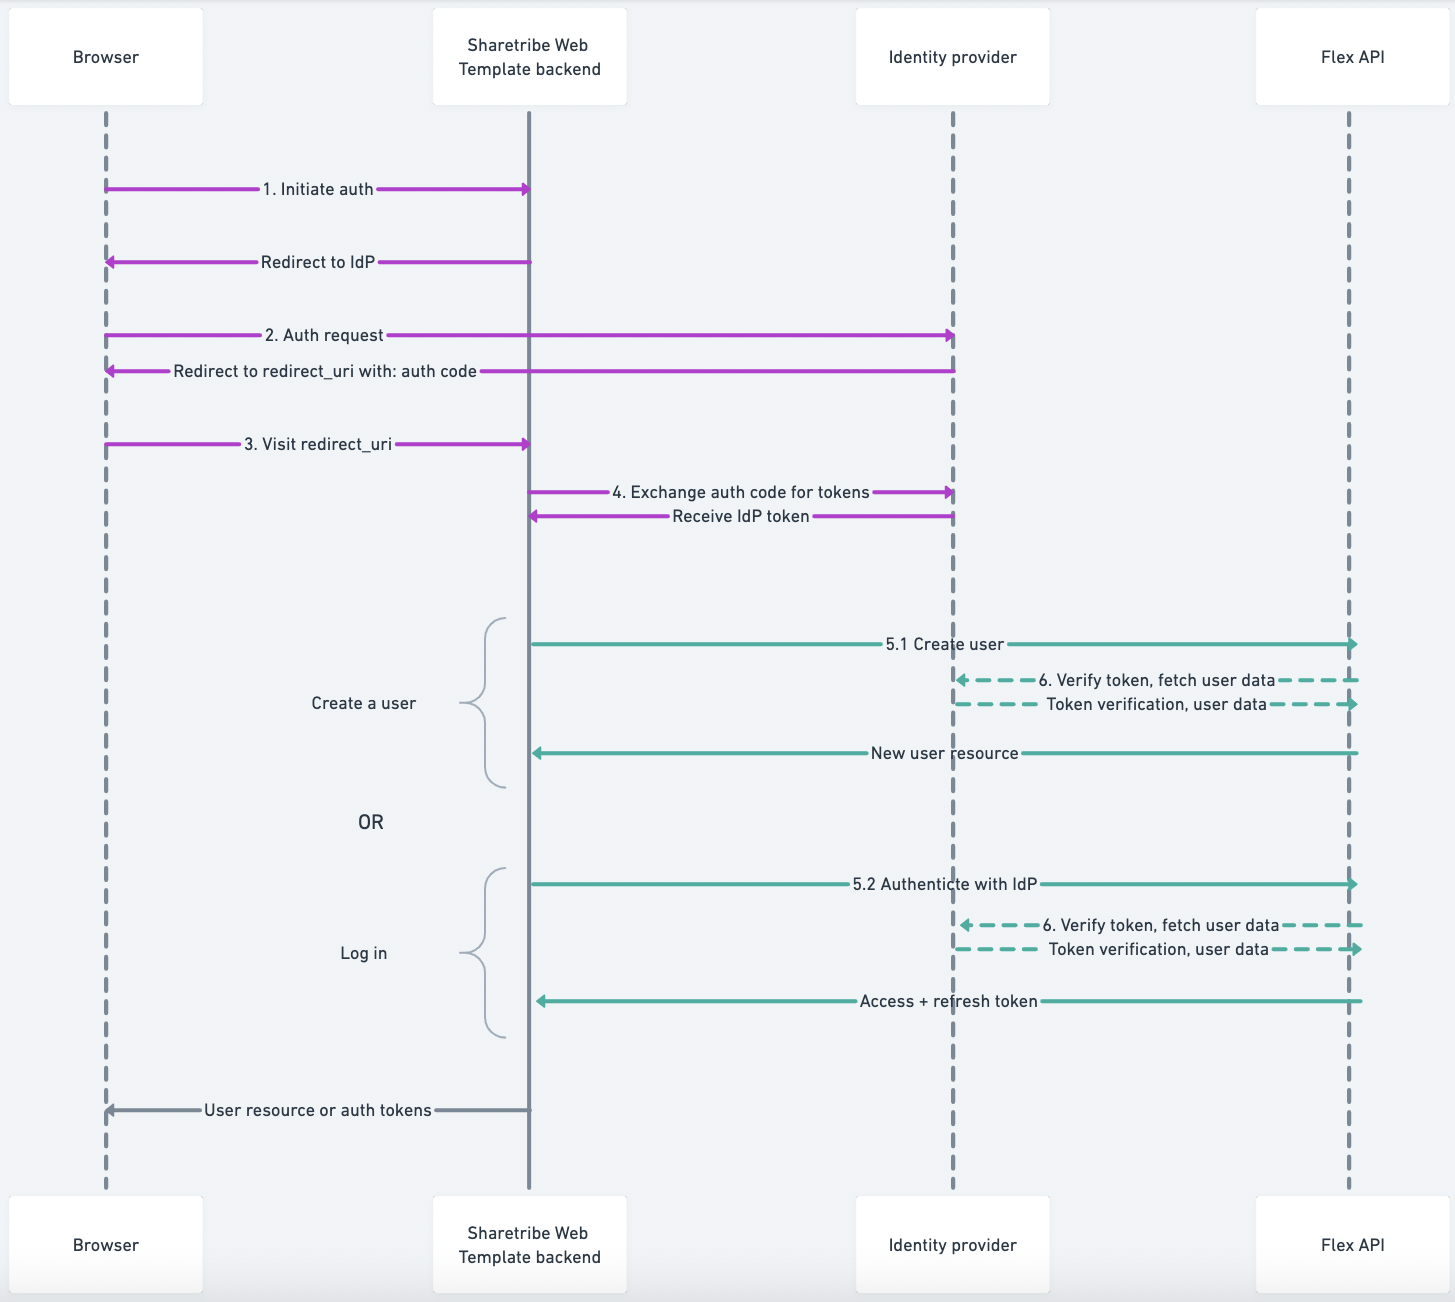 Browser
Sharetribe Web
Template backend
Identity provider
Flex API
1. Initiate auth
Redirect to IdP
2. Auth request
Redirect to redirect_uri with: auth code
3. Visit redirect_uri
4. Exchange auth code for tokens
Receive IdP token
5.1 Create user
6. Verify token, fetch user data
Create a user
Token verification, user data
New user resource
OR
5.2 Authenticte with IdP
6. Verify token, fetch user data
Log in
Token verification, user data
Access + refresh token
User resource or auth tokens
Browser
Sharetribe Web
Template backend
Identity provider
Flex API